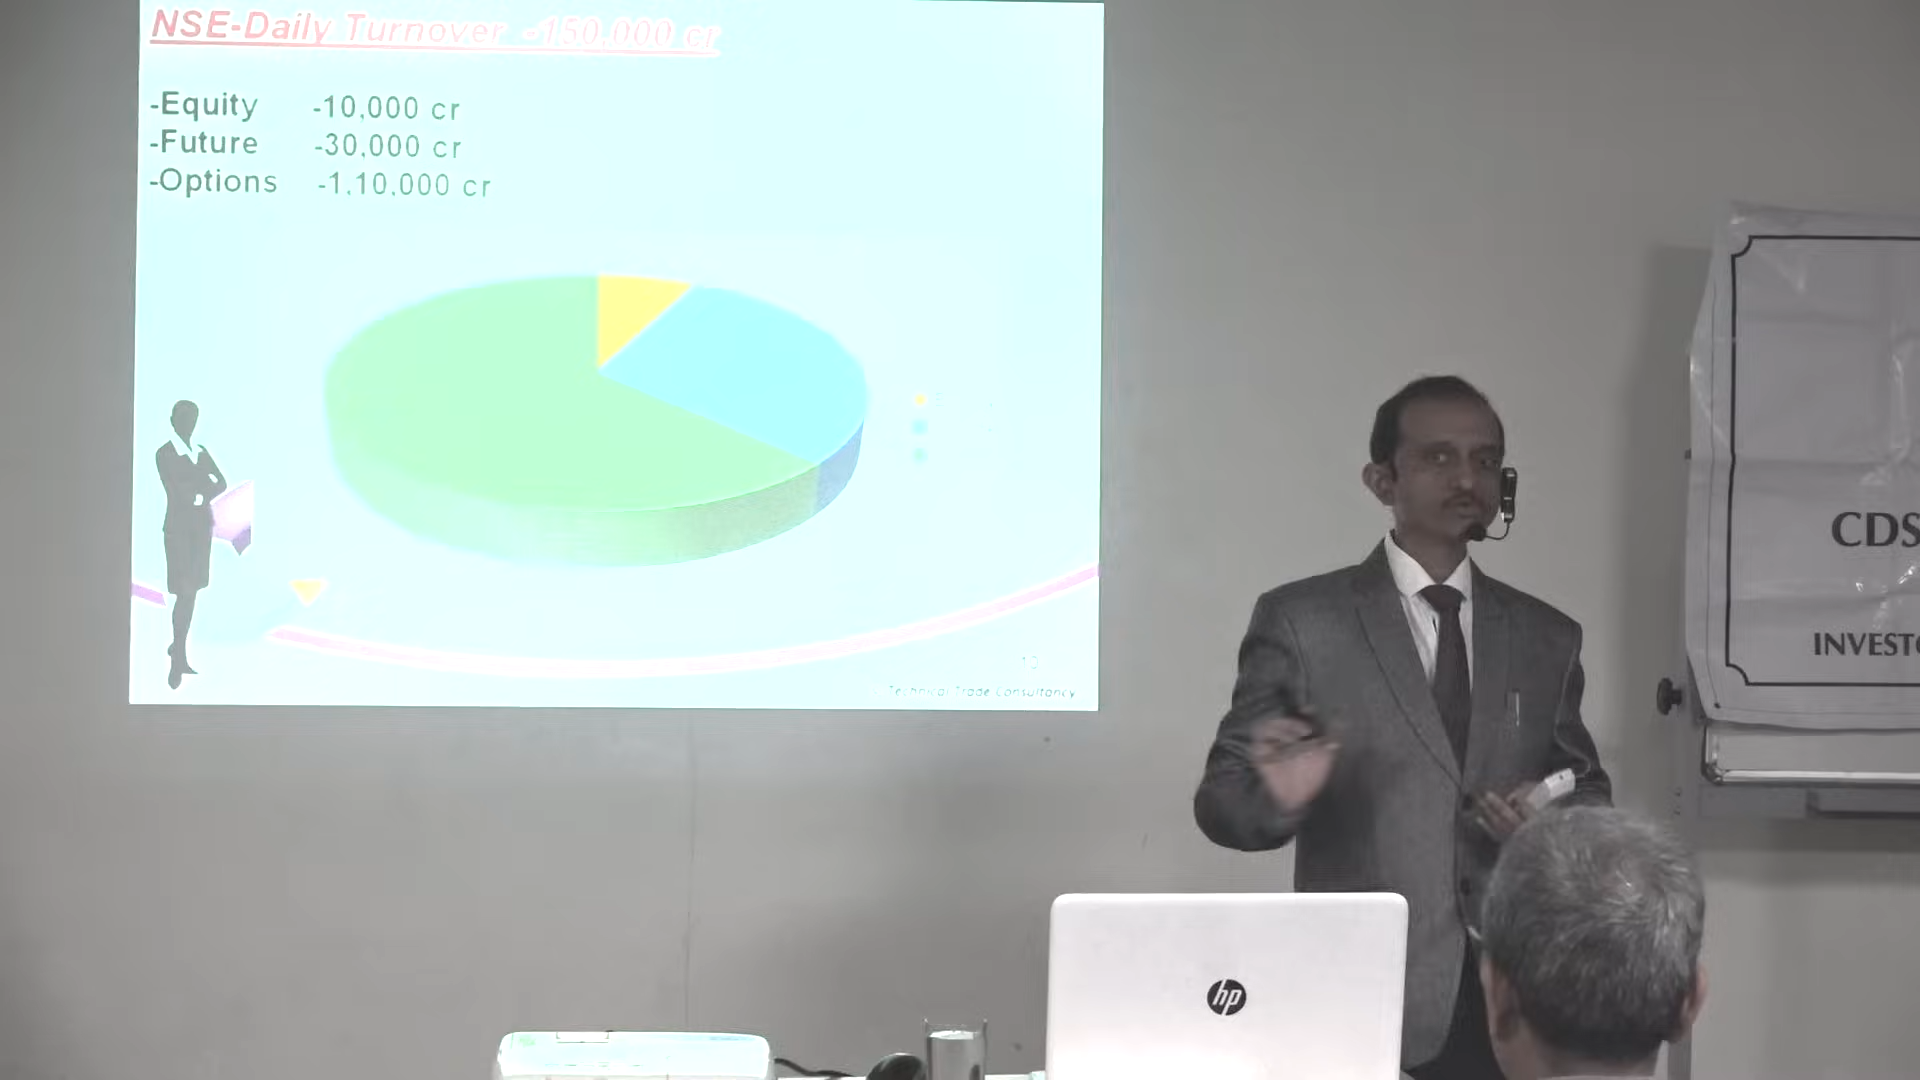 NSE-Daily Turnover -150,000 cr
-Equity -10,000 cr
-Future -30,000 cr
-Options -1,10,000 cr
Technical Trade Consultancy
CDS
INVESTO
hp